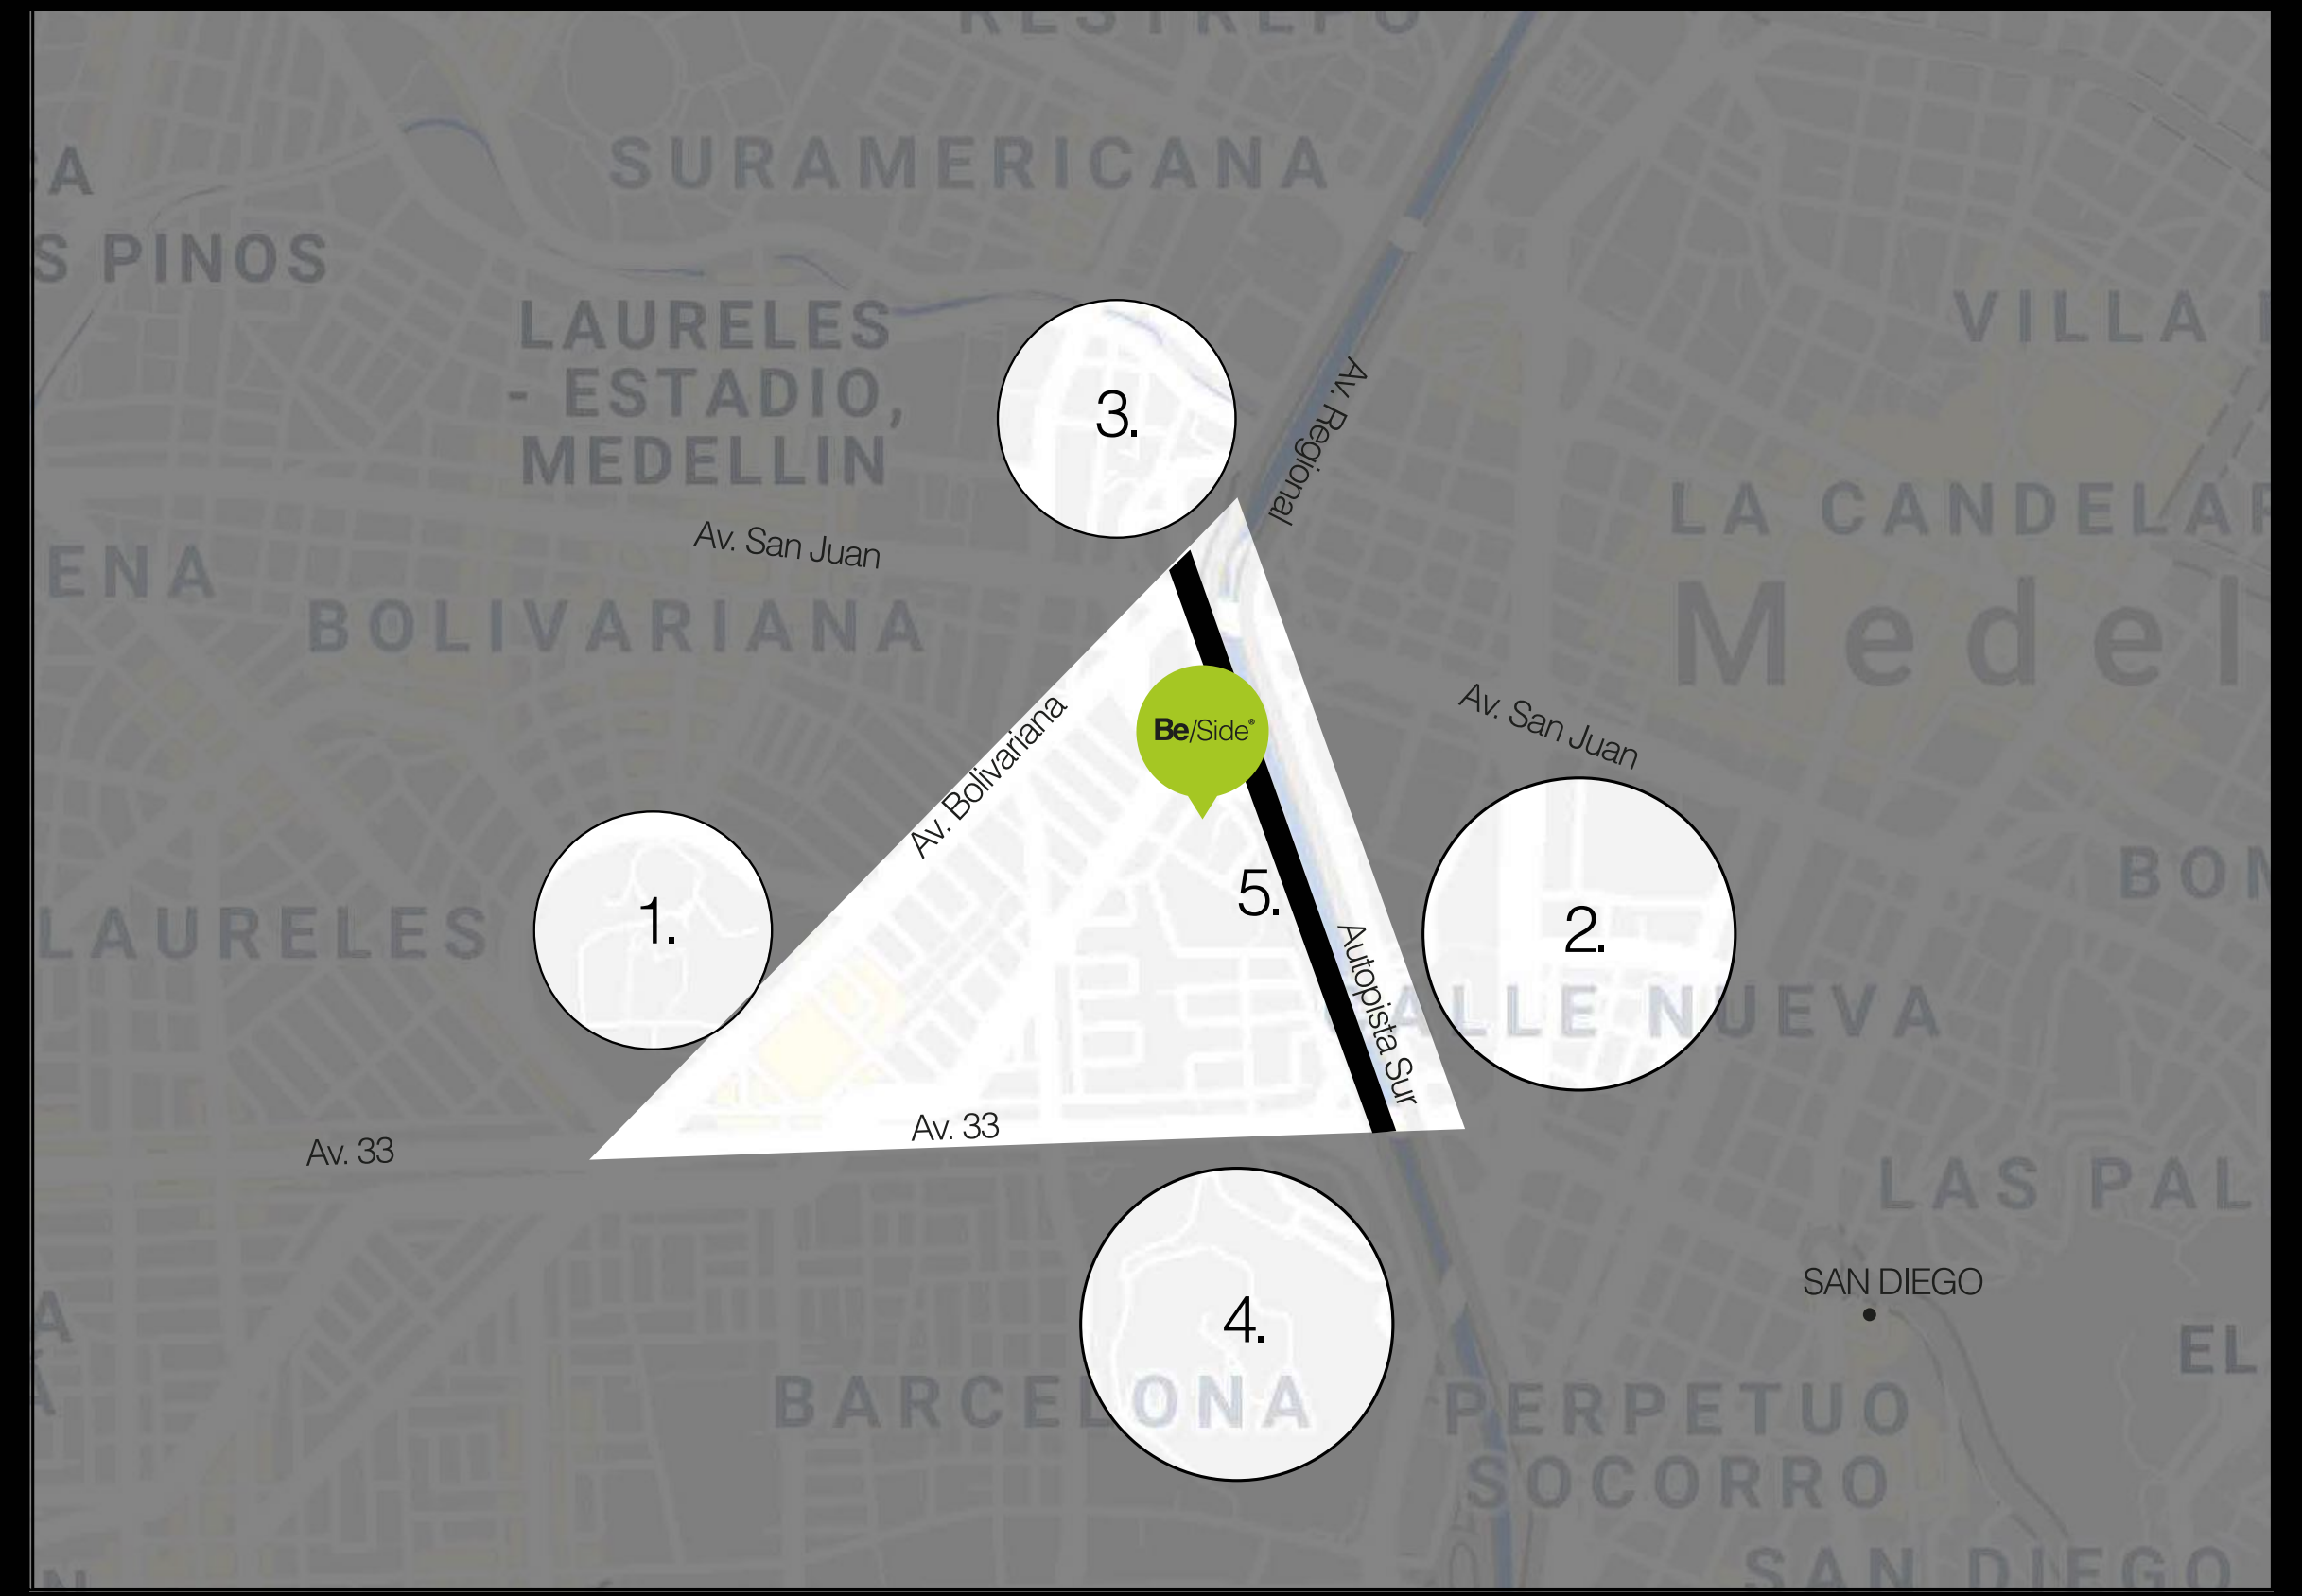 SURAMERICANA
S PINOS
LAURELES
- ESTADIO,
MEDELLIN
3.
Av. Regional
VILLA
Av. San Juan
LA CANDELAR
ENA
BOLIVARIANA
Medel
Av. San Juan
Be/Side®
Av. Bolivariana
BOM
5.
1.
2.
LAURELES
Autopista Sur
ALLE NUEVA
Av. 33
Av. 33
LAS PAL
SAN DIEGO
4.
EL
BARCELONA
PERPETUO
SOCORRO
SAN DIEGO